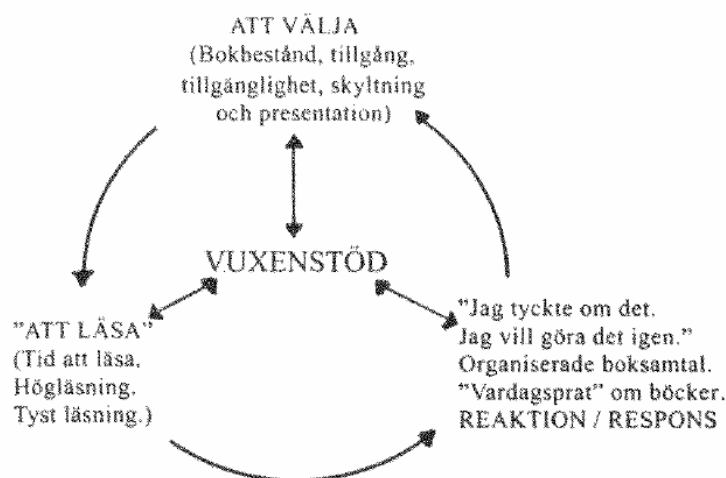 ATT VÄLJA
(Bokbestånd, tillgång,
tillgänglighet, skyltning
och presentation)
VUXENSTÖD
"ATT LÄSA"
(Tid att läsa.
Högläsning.
Tyst läsning.)
"Jag tyckte om det.
Jag vill göra det igen."
Organiserade boksamtal.
"Vardagsprat" om böcker.
REAKTION / RESPONS